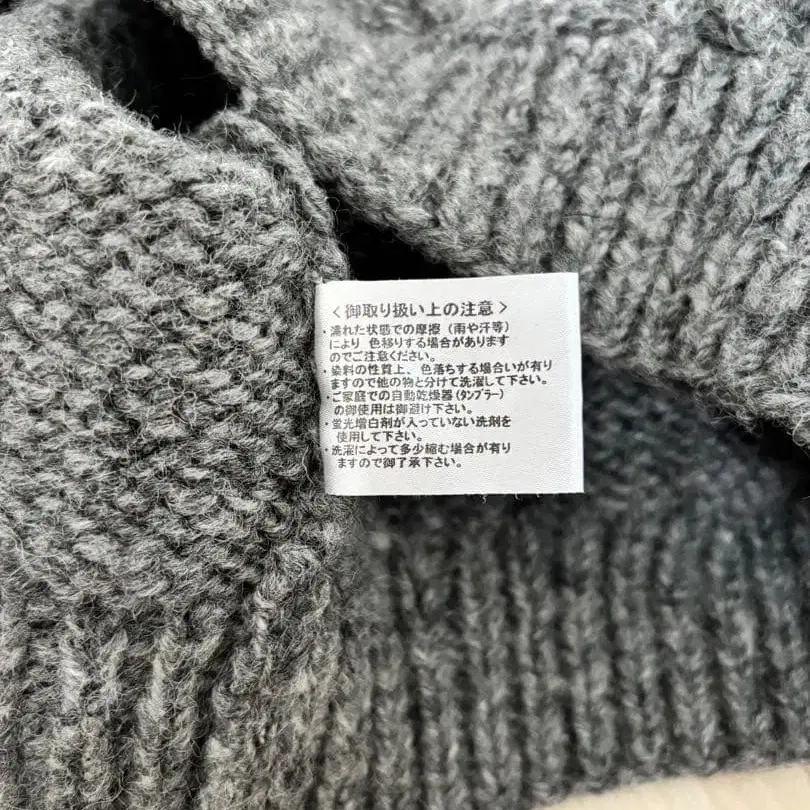 ＜御取り扱い上の注意＞
・濡れた状態での摩擦（雨や汗等）
により 色移りする場合があります
のでご注意ください。
・染料の性質上、色落ちする場合いが有り
ますので他の物と分けて洗濯して下さい。
・ご家庭での自動乾燥器（タンブラー）
の御使用は御避け下さい。
・蛍光増白剤が入っていない洗剤を
使用して下さい。
・洗濯によって多少縮む場合が有り
ますので御了承下さい。